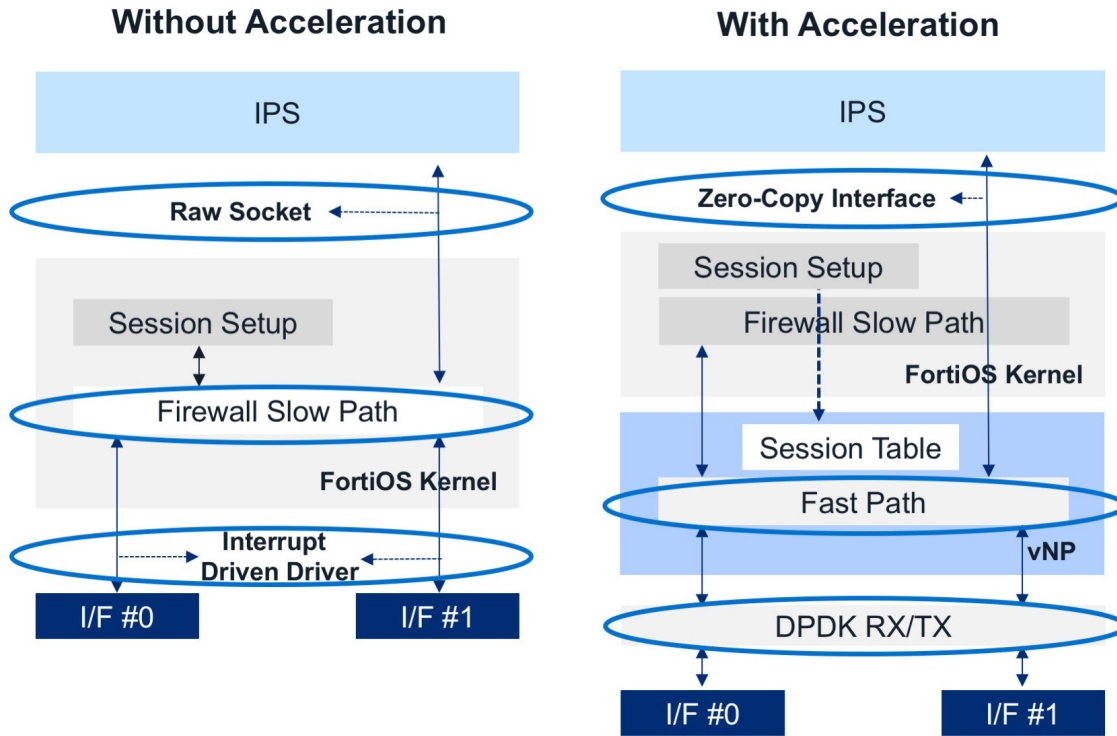 Without Acceleration
IPS
Raw Socket
Session Setup
Firewall Slow Path
FortiOS Kernel
Interrupt
Driven Driver
I/F #0
I/F #1
With Acceleration
IPS
Zero-Copy Interface
Session Setup
Firewall Slow Path
FortiOS Kernel
Session Table
Fast Path
vNP
DPDK RX/TX
I/F #0
I/F #1